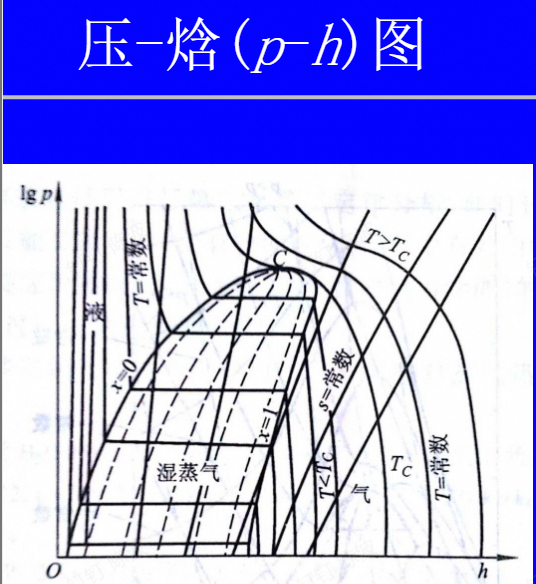 压-焓(p-h)图
lg p
C
T>T_C
T=常数
液
x=0
s=常数
x=1
湿蒸气
T<T_C
气
T_C
T=常数
O
h